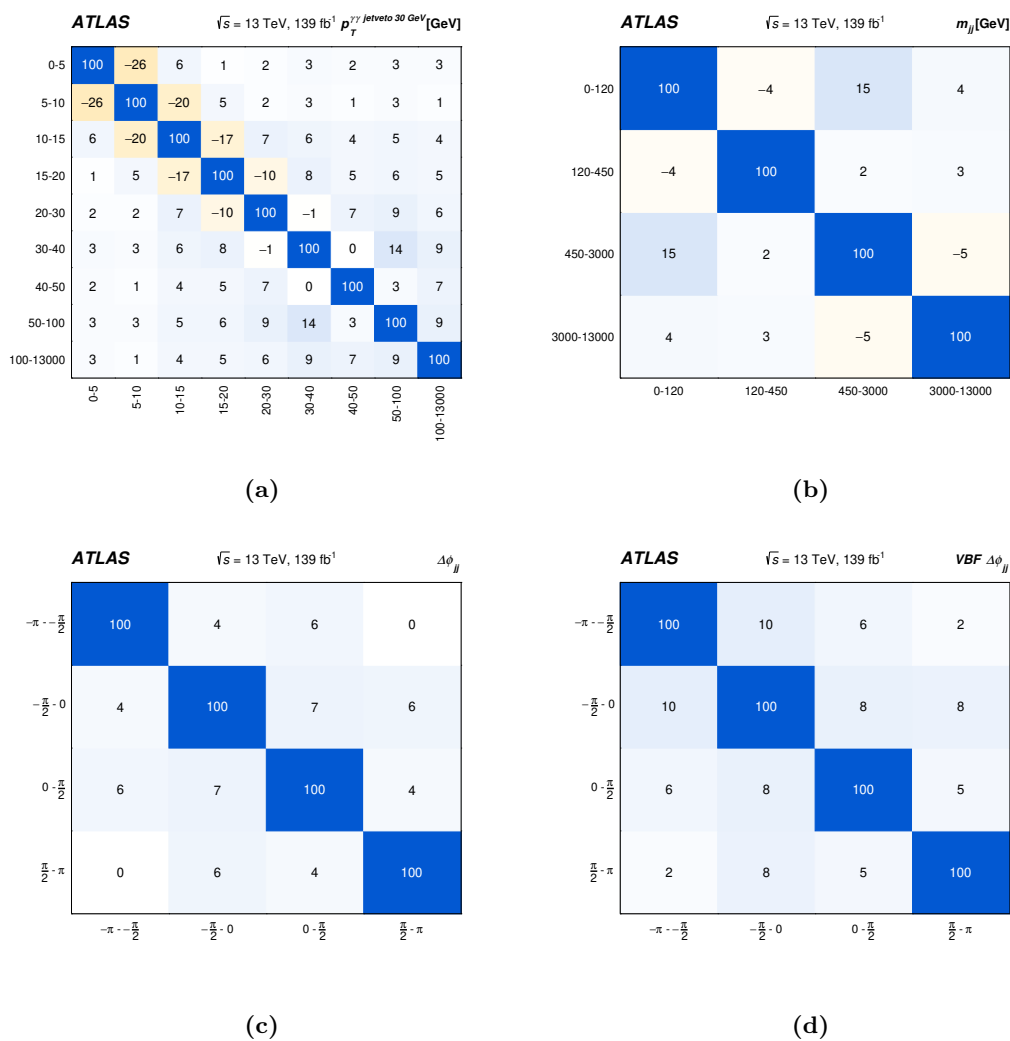 ATLAS √s = 13 TeV, 139 fb⁻¹ p_T^γγ jetveto 30 GeV [GeV]
0-5 100 −26 6 1 2 3 2 3 3
5-10 −26 100 −20 5 2 3 1 3 1
10-15 6 −20 100 −17 7 6 4 5 4
15-20 1 5 −17 100 −10 8 5 6 5
20-30 2 2 7 −10 100 −1 7 9 6
30-40 3 3 6 8 −1 100 0 14 9
40-50 2 1 4 5 7 0 100 3 7
50-100 3 3 5 6 9 14 3 100 9
100-13000 3 1 4 5 6 9 7 9 100
0-5 5-10 10-15 15-20 20-30 30-40 40-50 50-100 100-13000
(a)
ATLAS √s = 13 TeV, 139 fb⁻¹ m_jj[GeV]
0-120 100 −4 15 4
120-450 −4 100 2 3
450-3000 15 2 100 −5
3000-13000 4 3 −5 100
0-120 120-450 450-3000 3000-13000
(b)
ATLAS √s = 13 TeV, 139 fb⁻¹ Δϕ_jj
−π - −π/2 100 4 6 0
−π/2 - 0 4 100 7 6
0 - π/2 6 7 100 4
π/2 - π 0 6 4 100
−π - −π/2 −π/2 - 0 0 - π/2 π/2 - π
(c)
ATLAS √s = 13 TeV, 139 fb⁻¹ VBF Δϕ_jj
−π - −π/2 100 10 6 2
−π/2 - 0 10 100 8 8
0 - π/2 6 8 100 5
π/2 - π 2 8 5 100
−π - −π/2 −π/2 - 0 0 - π/2 π/2 - π
(d)